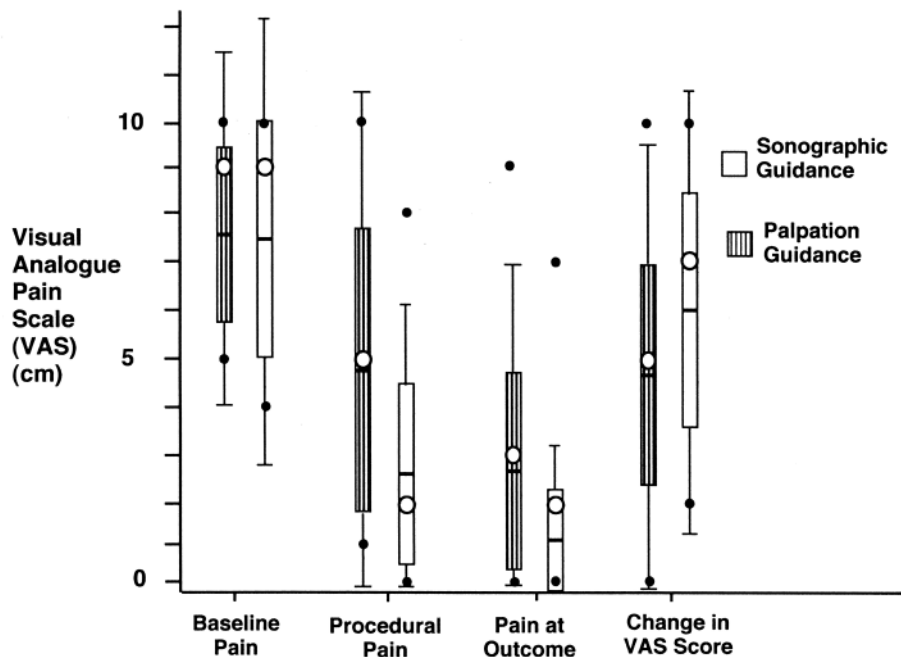 10
5
0
Visual
Analogue
Pain
Scale
(VAS)
(cm)
Sonographic
Guidance
Palpation
Guidance
Baseline
Pain
Procedural
Pain
Pain at
Outcome
Change in
VAS Score